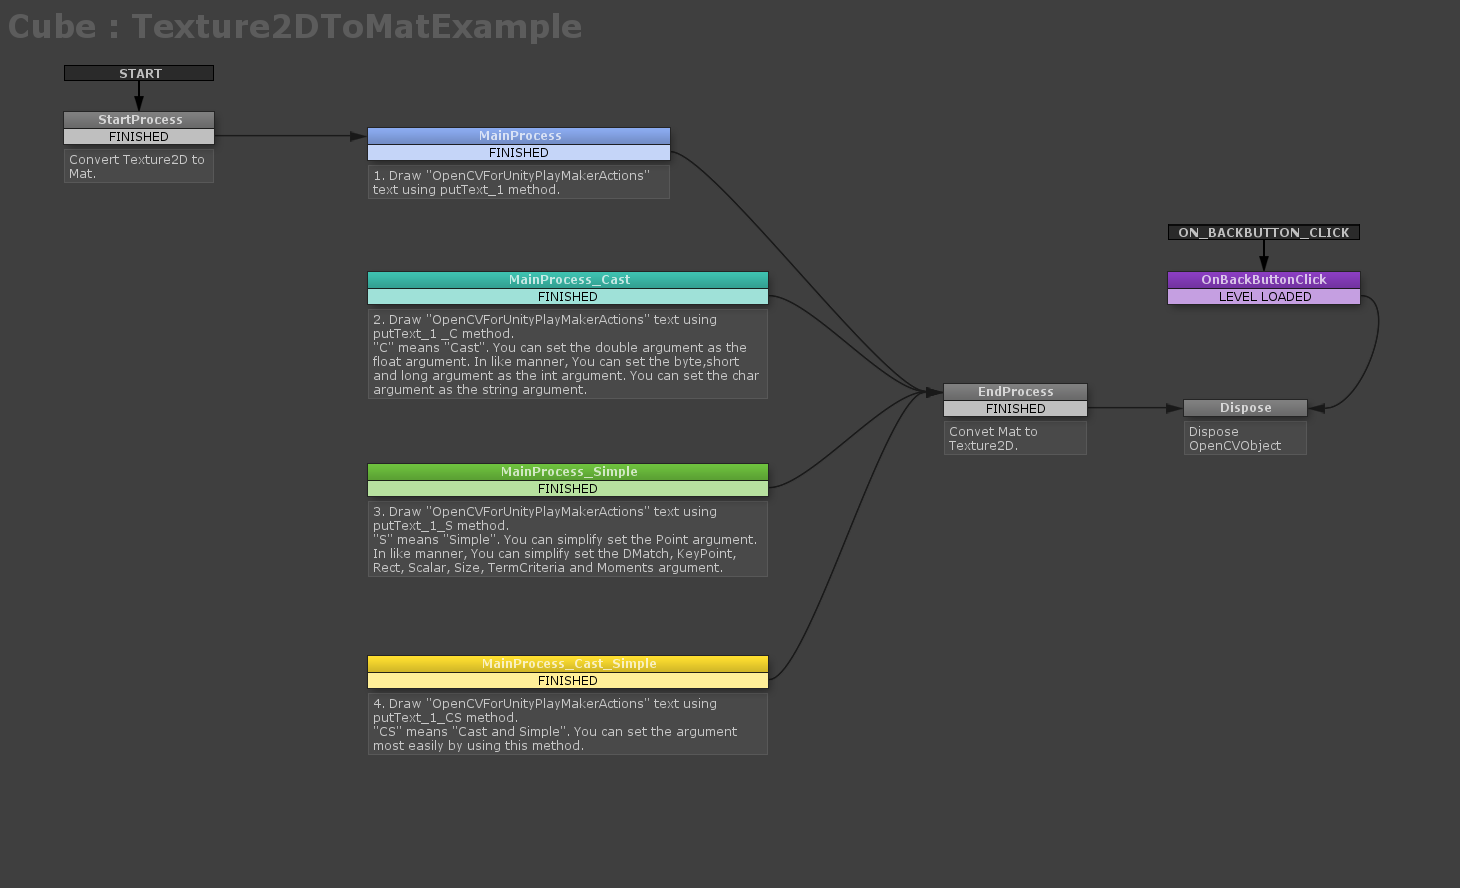 Cube : Texture2DToMatExample
START
StartProcess
FINISHED
Convert Texture2D to
Mat.
MainProcess
FINISHED
1. Draw "OpenCVForUnityPlayMakerActions"
text using putText_1 method.
MainProcess_Cast
FINISHED
2. Draw "OpenCVForUnityPlayMakerActions" text using
putText_1 _C method.
"C" means "Cast". You can set the double argument as the
float argument. In like manner, You can set the byte,short
and long argument as the int argument. You can set the char
argument as the string argument.
MainProcess_Simple
FINISHED
3. Draw "OpenCVForUnityPlayMakerActions" text using
putText_1_S method.
"S" means "Simple". You can simplify set the Point argument.
In like manner, You can simplify set the DMatch, KeyPoint,
Rect, Scalar, Size, TermCriteria and Moments argument.
MainProcess_Cast_Simple
FINISHED
4. Draw "OpenCVForUnityPlayMakerActions" text using
putText_1_CS method.
"CS" means "Cast and Simple". You can set the argument
most easily by using this method.
EndProcess
FINISHED
Convet Mat to
Texture2D.
ON_BACKBUTTON_CLICK
OnBackButtonClick
LEVEL LOADED
Dispose
Dispose
OpenCVObject